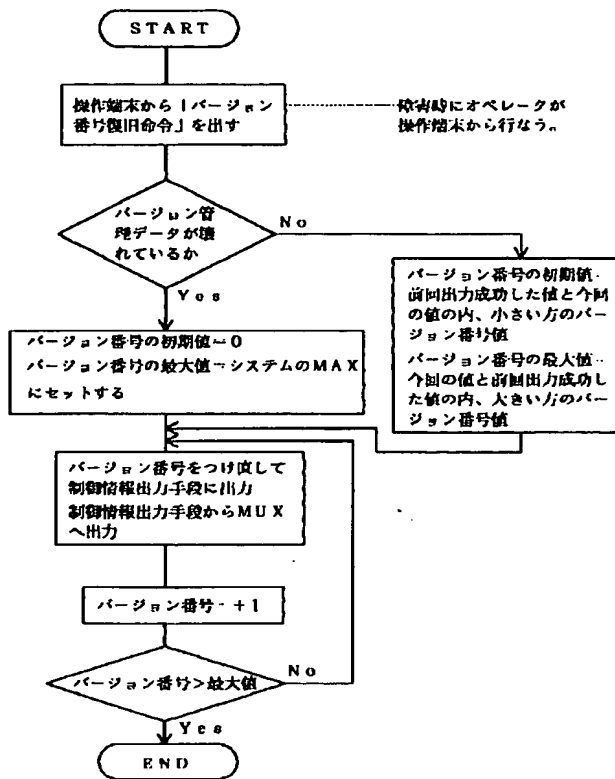 START
操作端末から「バージョン
番号復旧命令」を出す
障害時にオペレータが
操作端末から行なう。
バージョン管
理データが壊
れているか
No
Yes
バージョン番号の初期値=0
バージョン番号の最大値=システムのMAX
にセットする
バージョン番号の初期値=
前回出力成功した値と今回
の値の内、小さい方のバー
ジョン番号値
バージョン番号の最大値=
今回の値と前回出力成功し
た値の内、大きい方のバー
ジョン番号値
バージョン番号をつけ直して
制御情報出力手段に出力
制御情報出力手段からMUX
へ出力
バージョン番号=+1
バージョン番号>最大値
No
Yes
END